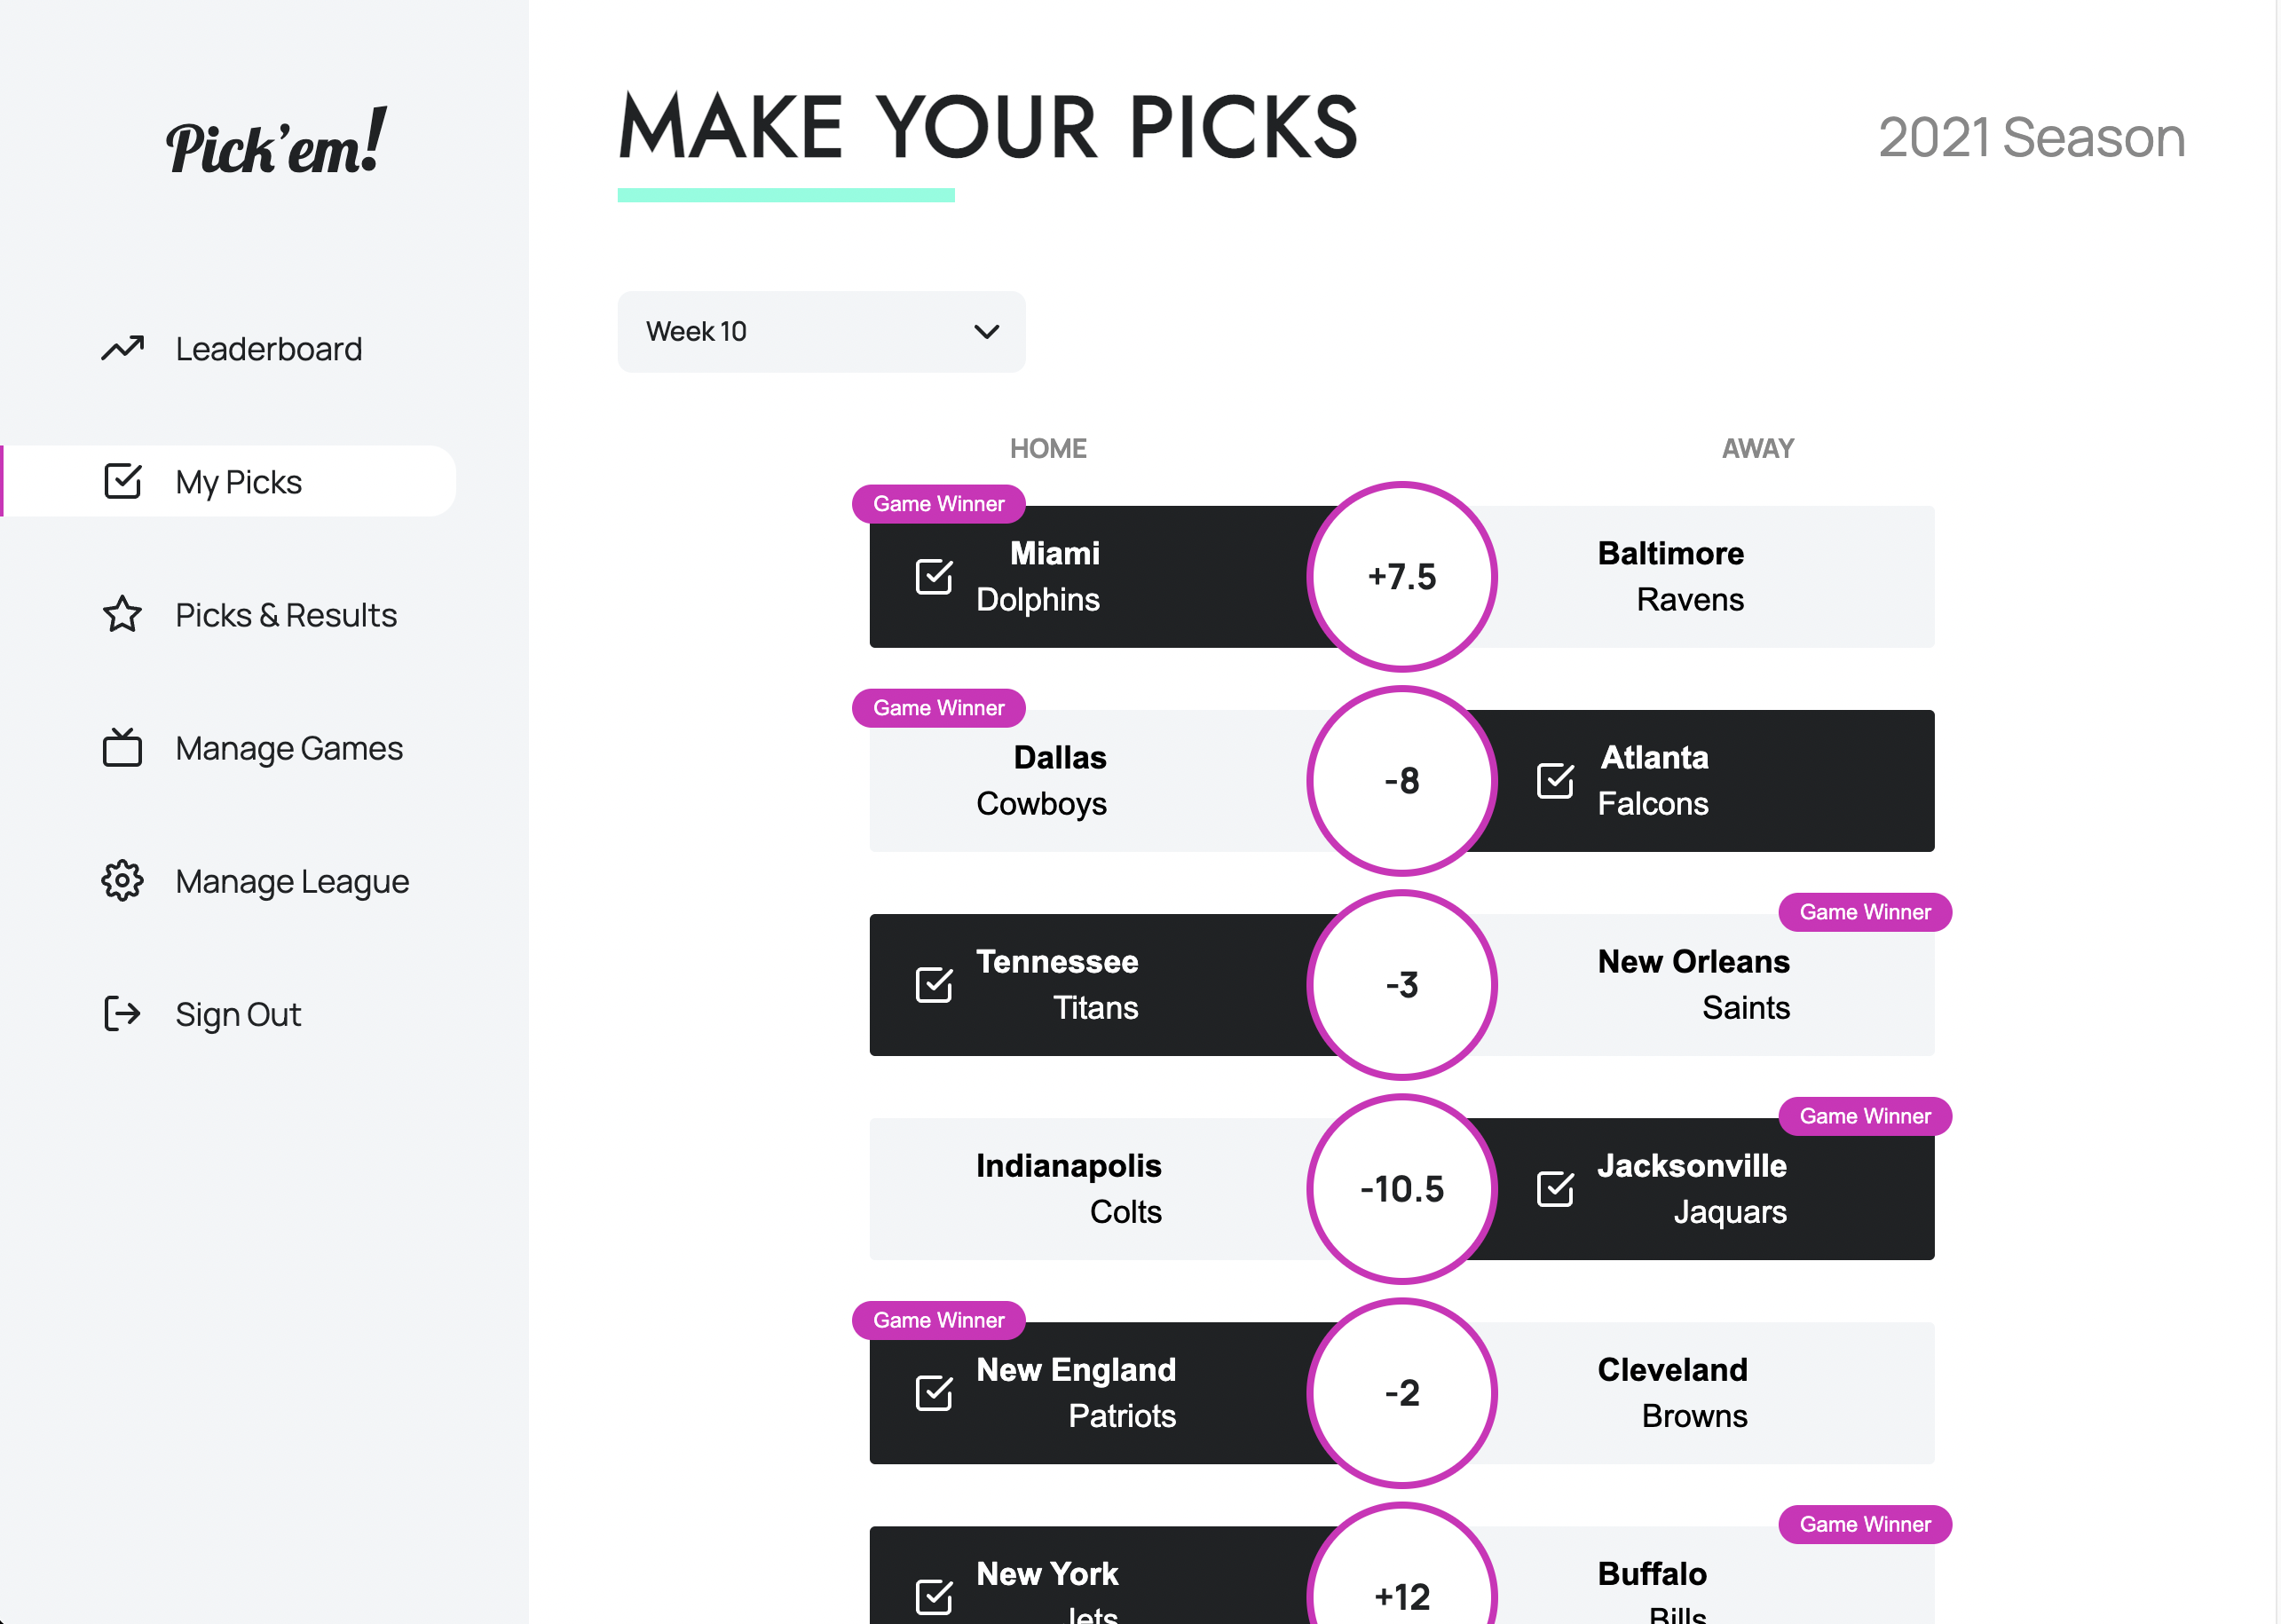 Pick'em!
Leaderboard
My Picks
Picks & Results
Manage Games
Manage League
Sign Out
MAKE YOUR PICKS
2021 Season
Week 10
HOME
AWAY
Game Winner
Miami
Dolphins
+7.5
Baltimore
Ravens
Game Winner
Dallas
Cowboys
-8
Atlanta
Falcons
Tennessee
Titans
-3
Game Winner
New Orleans
Saints
Indianapolis
Colts
-10.5
Game Winner
Jacksonville
Jaquars
Game Winner
New England
Patriots
-2
Cleveland
Browns
New York
Jets
+12
Game Winner
Buffalo
Bills